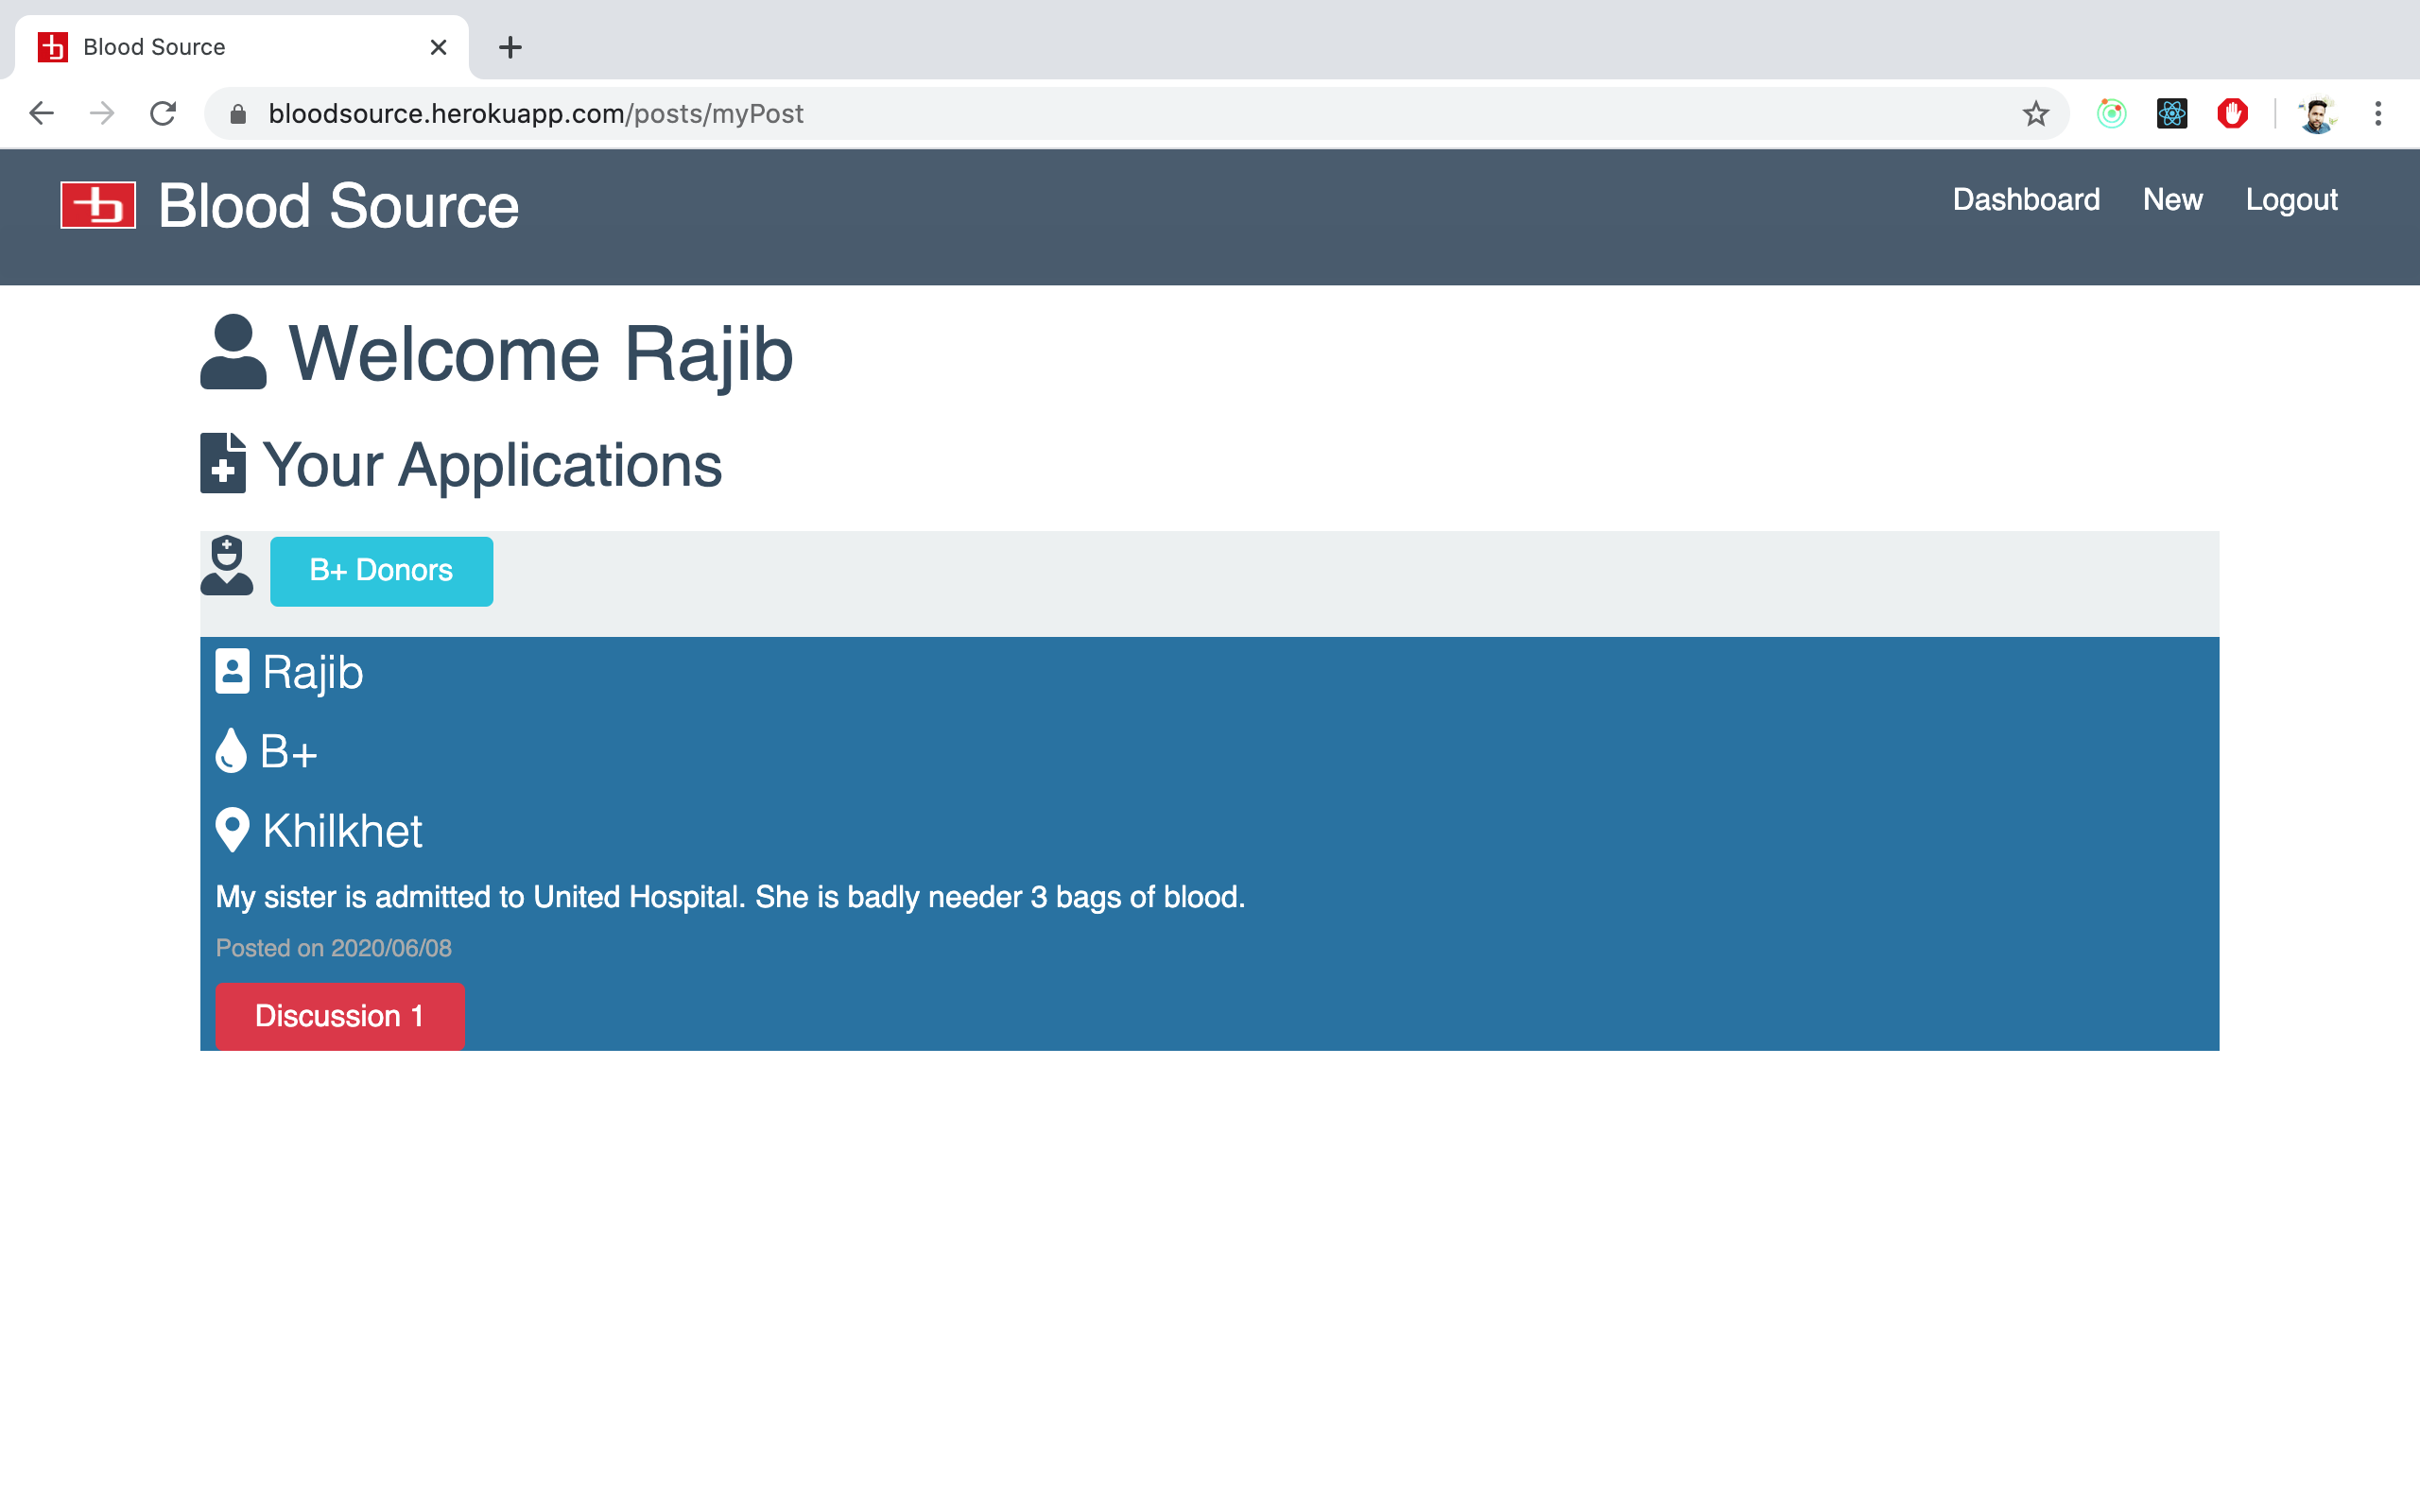 Blood Source
bloodsource.herokuapp.com/posts/myPost
Blood Source
Dashboard New Logout
Welcome Rajib
Your Applications
B+ Donors
Rajib
B+
Khilkhet
My sister is admitted to United Hospital. She is badly needer 3 bags of blood.
Posted on 2020/06/08
Discussion 1